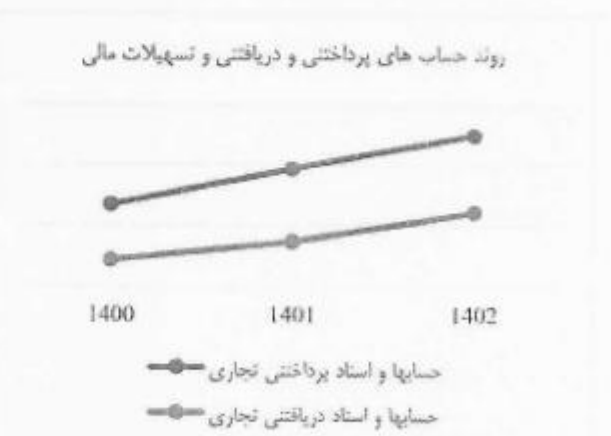 روند حساب های پرداختنی و دریافتنی و تسهیلات مالی
1400 1401 1402
حسابها و اسناد پرداختنی تجاری
حسابها و اسناد دریافتنی تجاری